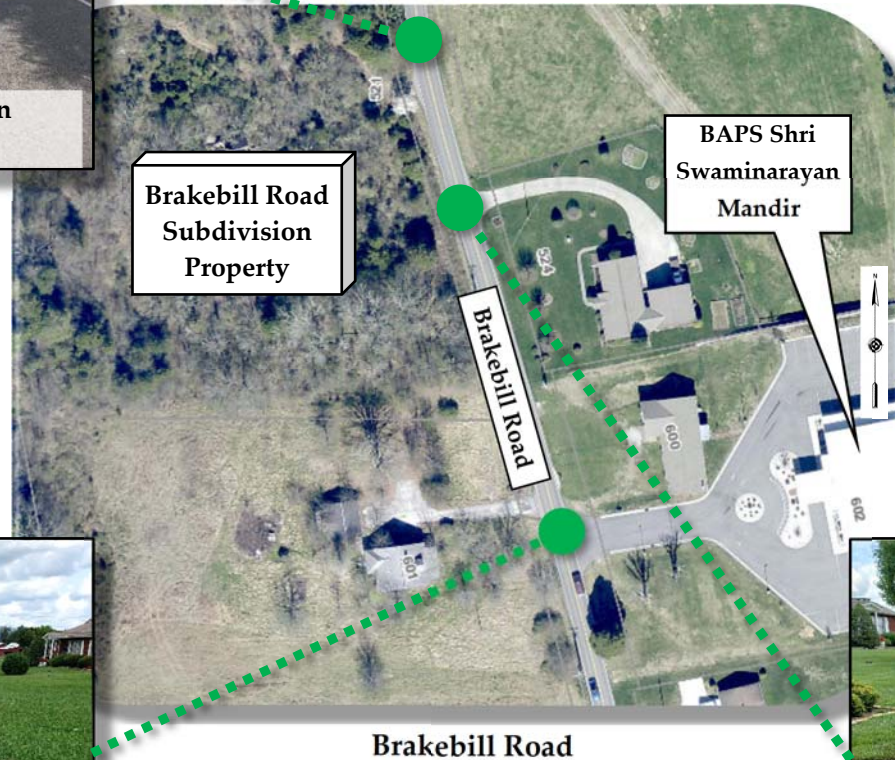 n
521
BAPS Shri
Swaminarayan
Mandir
Brakebill Road
Subdivision
Property
524
N
Brakebill Road
600
602
601
Brakebill Road